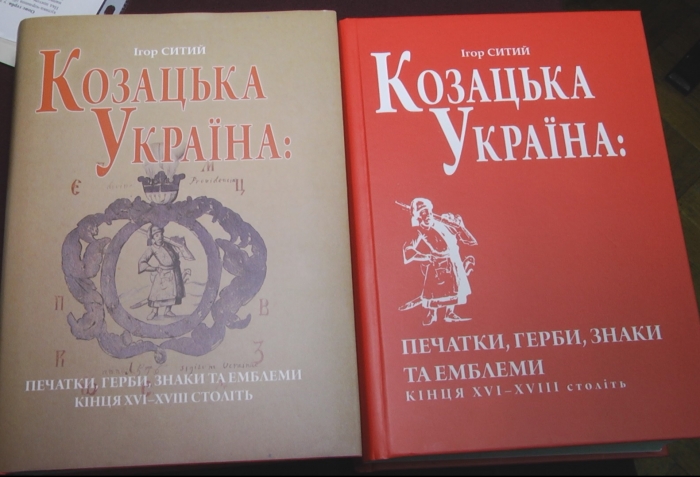 Ігор СИТИЙ
КОЗАЦЬКА
УКРАЇНА:
Є М Ц
П В
К З
ПЕЧАТКИ, ГЕРБИ, ЗНАКИ ТА ЕМБЛЕМИ
КІНЦЯ XVI–XVIII СТОЛІТЬ
Ігор СИТИЙ
КОЗАЦЬКА
УКРАЇНА:
ПЕЧАТКИ, ГЕРБИ, ЗНАКИ
ТА ЕМБЛЕМИ
КІНЦЯ XVI–XVIII століть